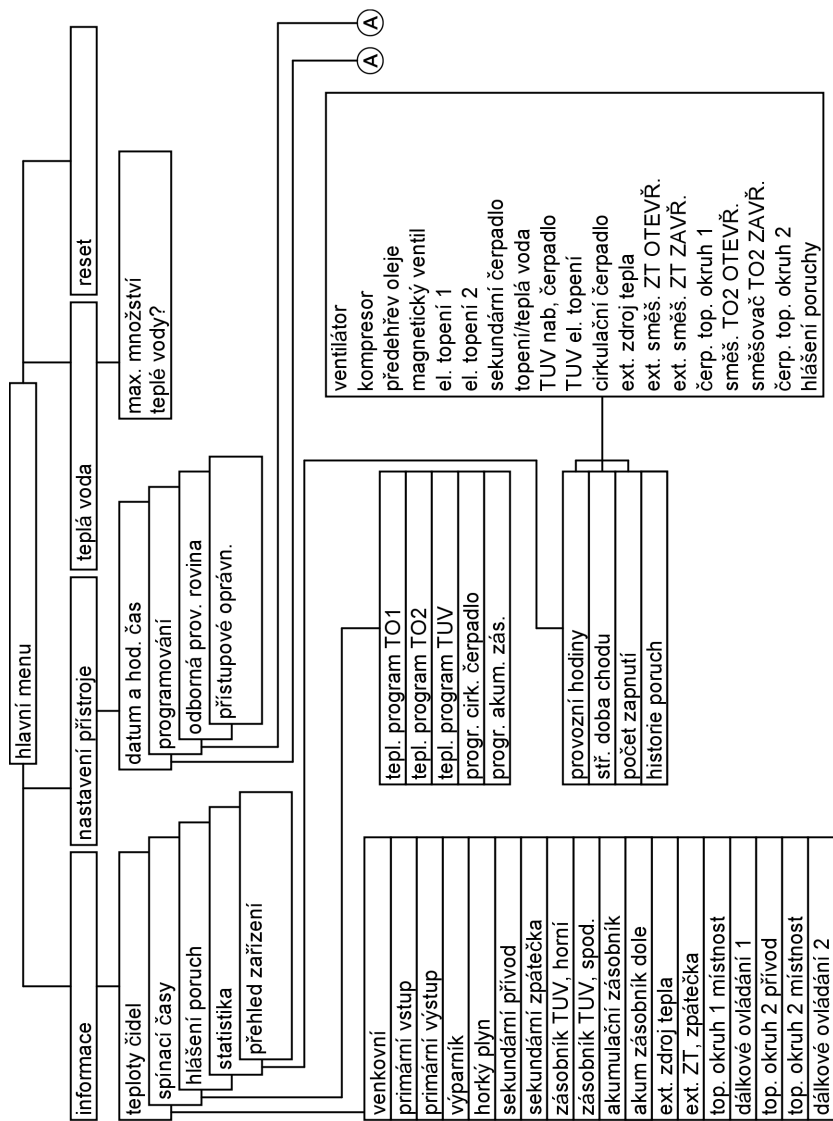 hlavní menu
informace
nastavení přístroje
teplá voda
reset
teploty čidel
spínací časy
hlášení poruch
statistika
přehled zařízení
datum a hod. čas
programování
odborná prov. rovina
přístupové oprávn.
max. množství
teplé vody?
A
A
venkovní
primární vstup
primární výstup
výparník
horký plyn
sekundární přívod
sekundární zpátečka
zásobník TUV, horní
zásobník TUV, spod.
akumulační zásobník
akum zásobník dole
ext. zdroj tepla
ext. ZT, zpátečka
top. okruh 1 místnost
dálkové ovládání 1
top. okruh 2 přívod
top. okruh 2 místnost
dálkové ovládání 2
tepl. program TO1
tepl. program TO2
tepl. program TUV
progr. cirk. čerpadlo
progr. akum. zás.
provozní hodiny
stř. doba chodu
počet zapnutí
historie poruch
ventilátor
kompresor
předehřev oleje
magnetický ventil
el. topení 1
el. topení 2
sekundární čerpadlo
topení/teplá voda
TUV nab, čerpadlo
TUV el. topení
cirkulační čerpadlo
ext. zdroj tepla
ext. směš. ZT OTEVŘ.
ext. směš. ZT ZAVŘ.
čerp. top. okruh 1
směš. TO2 OTEVŘ.
směšovač TO2 ZAVŘ.
čerp. top. okruh 2
hlášení poruchy